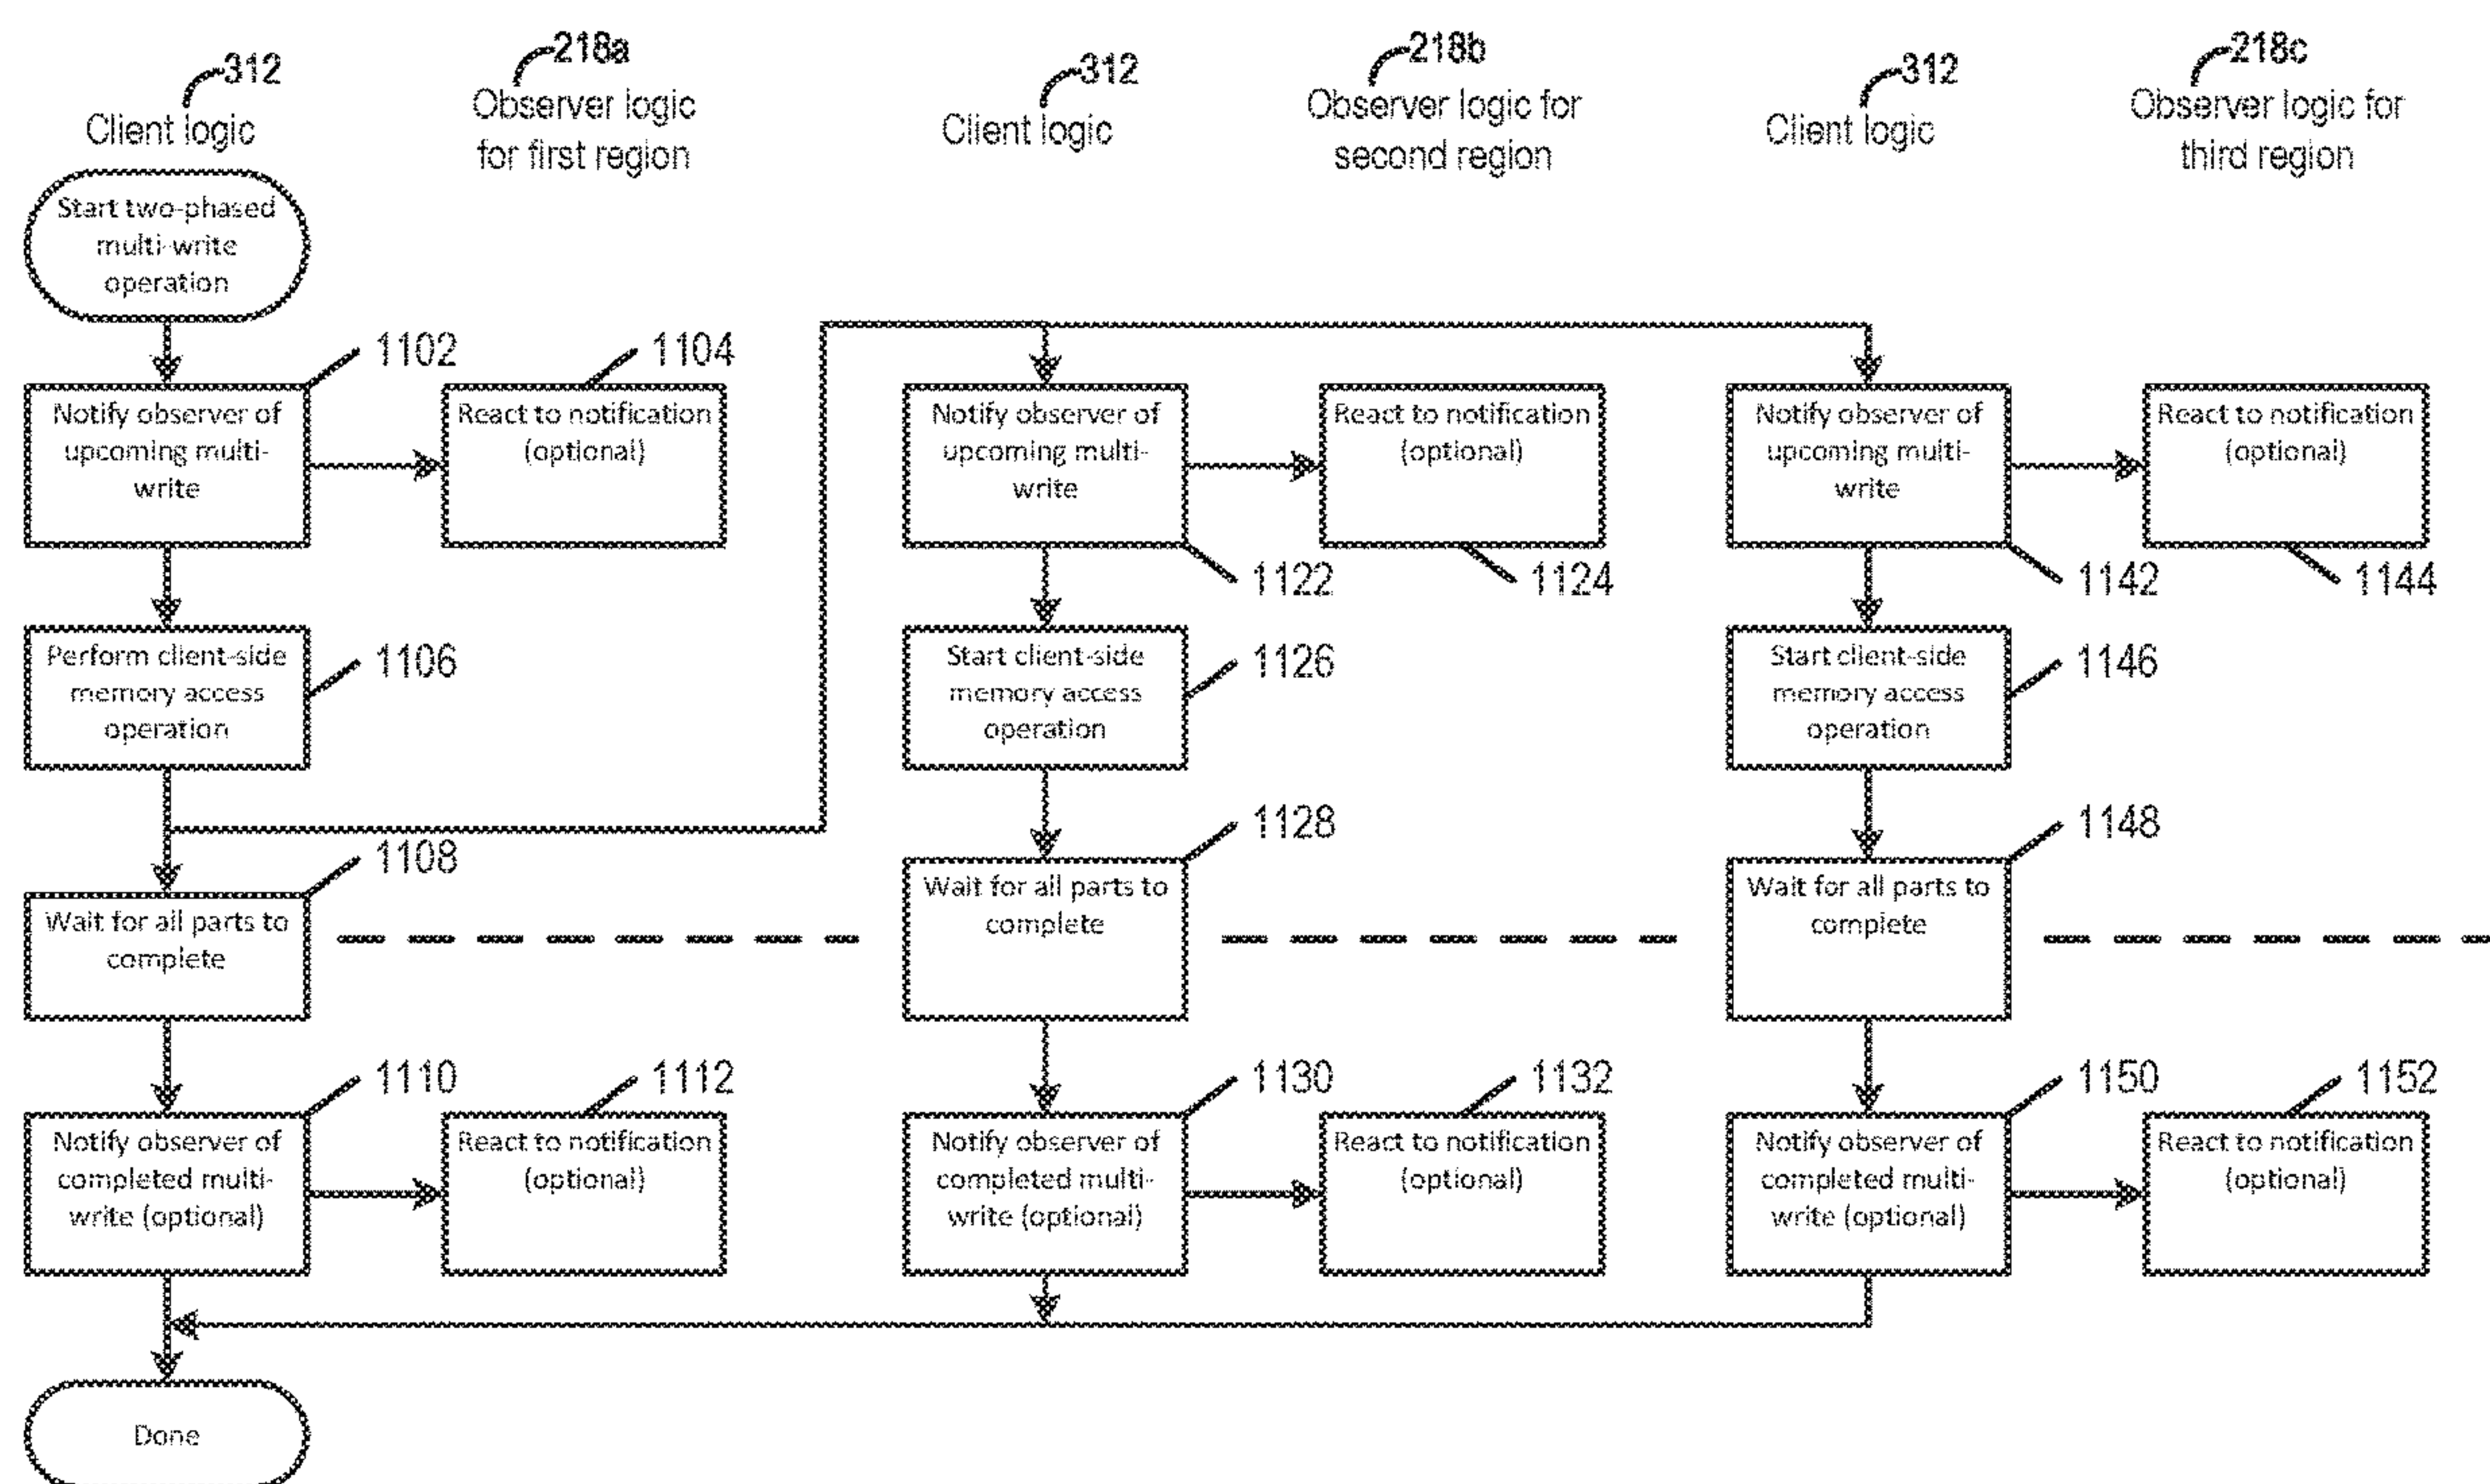 312
Client logic
218a
Observer logic
for first region
312
Client logic
218b
Observer logic for
second region
312
Client logic
218c
Observer logic for
third region
Start two-phased
multi-write
operation
1102
Notify observer of
upcoming multi-
write
1104
React to notification
(optional)
Notify observer of
upcoming multi-
write
1122
React to notification
(optional)
1124
Notify observer of
upcoming multi-
write
1142
React to notification
(optional)
1144
Perform client-side
memory access
operation
1106
Start client-side
memory access
operation
1126
Start client-side
memory access
operation
1146
1108
Wait for all parts to
complete
1128
Wait for all parts to
complete
1148
Wait for all parts to
complete
1110
Notify observer of
completed multi-
write (optional)
1112
React to notification
(optional)
1130
Notify observer of
completed multi-
write (optional)
1132
React to notification
(optional)
1150
Notify observer of
completed multi-
write (optional)
1152
React to notification
(optional)
Done